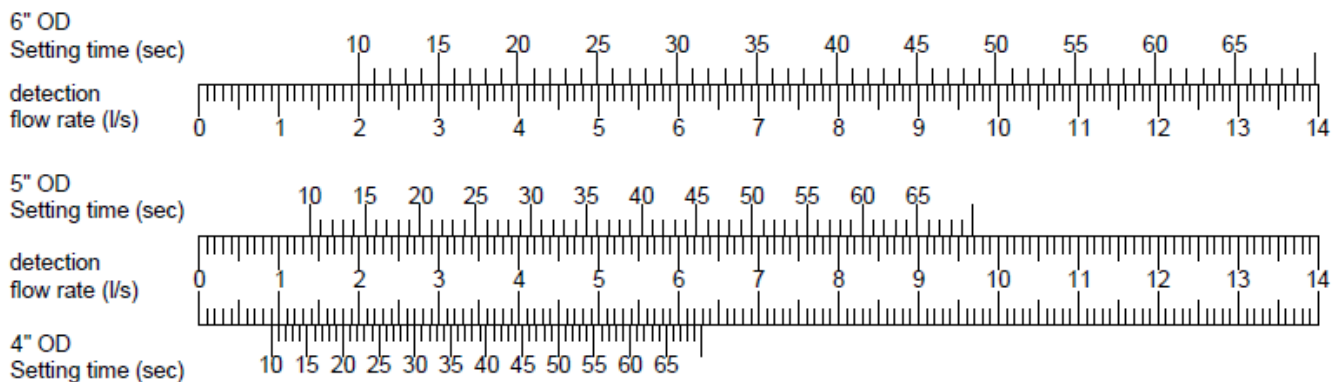 6" OD
Setting time (sec)
10 15 20 25 30 35 40 45 50 55 60 65
detection
flow rate (l/s)
0 1 2 3 4 5 6 7 8 9 10 11 12 13 14
5" OD
Setting time (sec)
10 15 20 25 30 35 40 45 50 55 60 65
detection
flow rate (l/s)
0 1 2 3 4 5 6 7 8 9 10 11 12 13 14
4" OD
Setting time (sec)
10 15 20 25 30 35 40 45 50 55 60 65